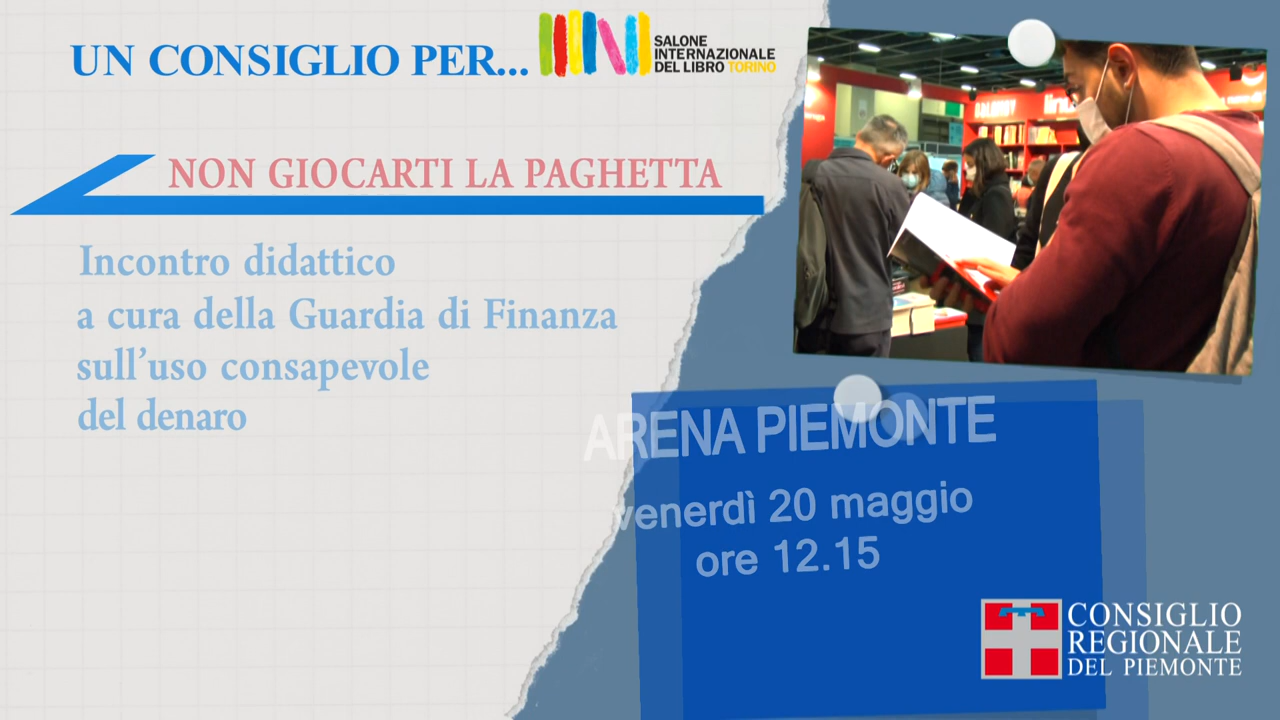 UN CONSIGLIO PER...
SALONE
INTERNAZIONALE
DEL LIBRO TORINO
NON GIOCARTI LA PAGHETTA
Incontro didattico
a cura della Guardia di Finanza
sull'uso consapevole
del denaro
ARENA PIEMONTE
venerdì 20 maggio
ore 12.15
CONSIGLIO
REGIONALE
DEL PIEMONTE